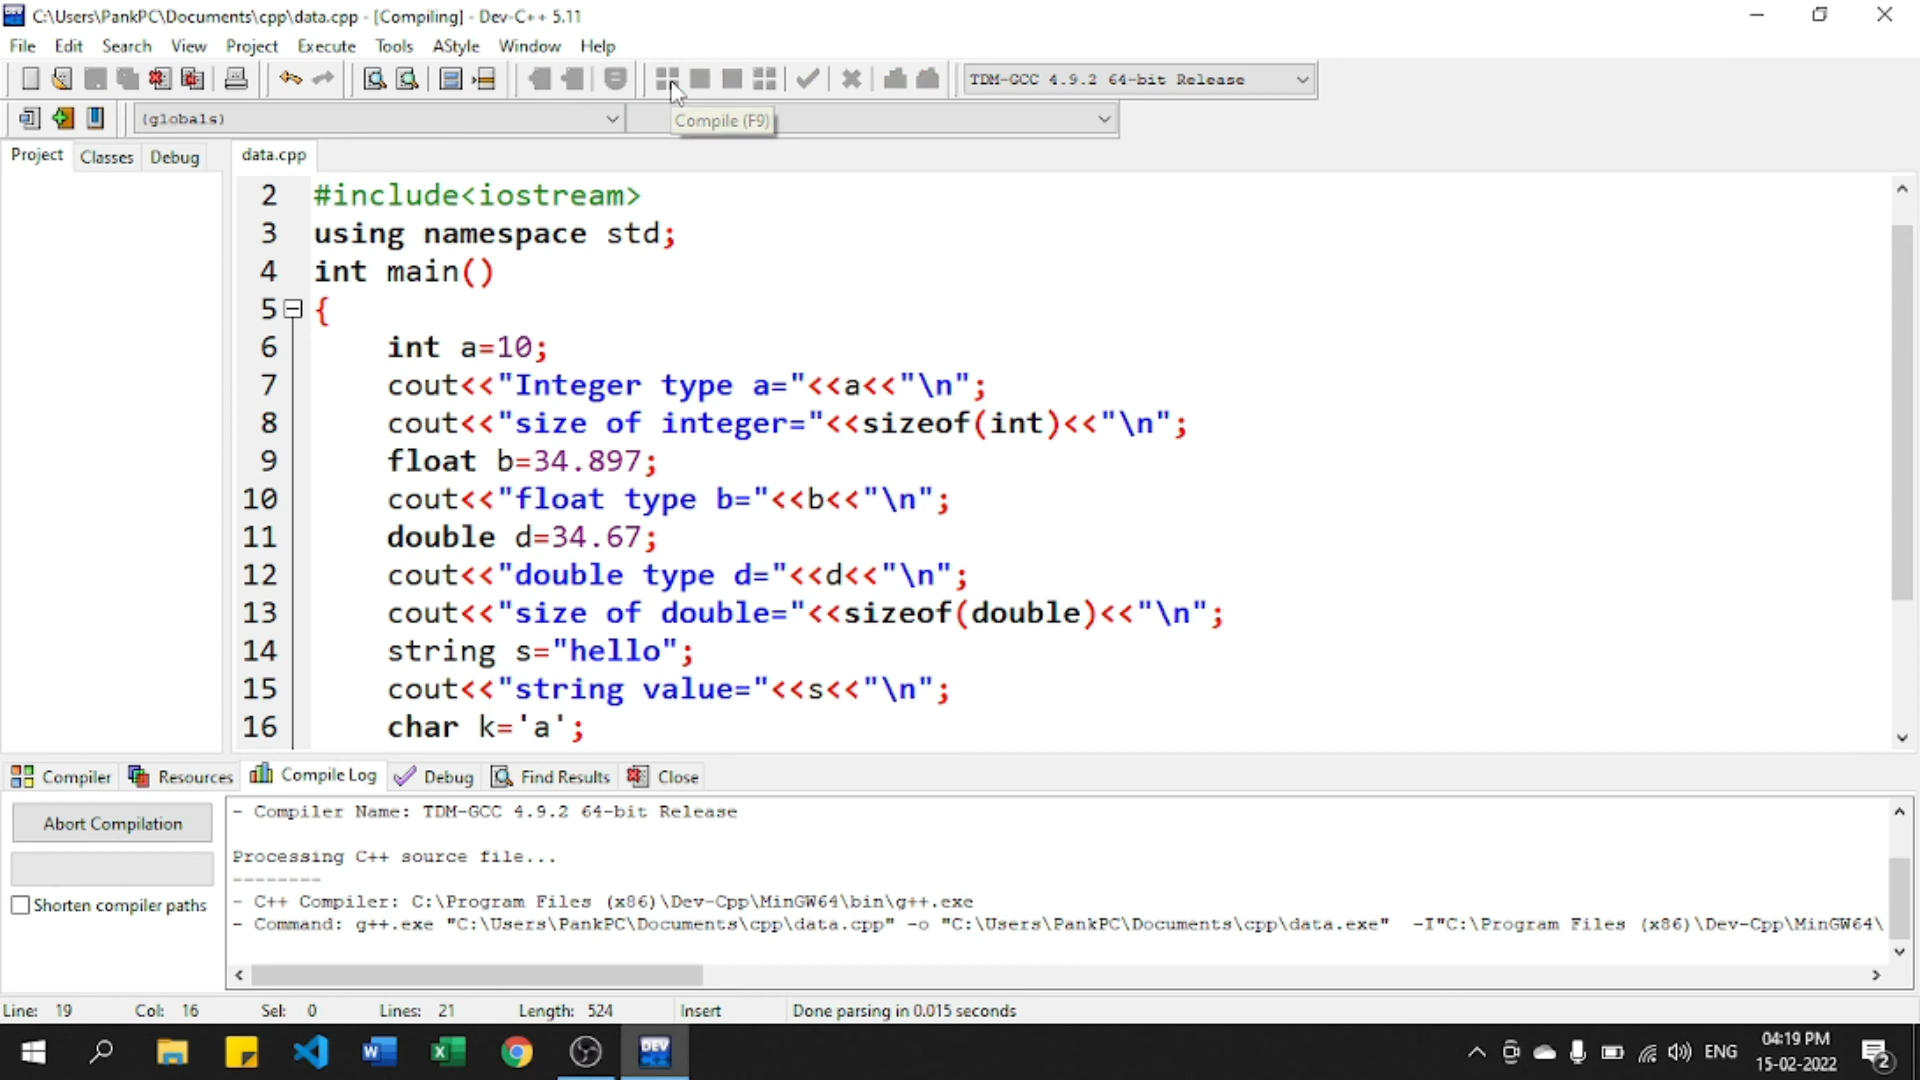 C:\Users\PankPC\Documents\cpp\data.cpp - [Compiling] - Dev-C++ 5.11
File Edit Search View Project Execute Tools AStyle Window Help
TDM-GCC 4.9.2 64-bit Release
(globals)
Compile (F9)
Project Classes Debug data.cpp
2 #include<iostream>
3 using namespace std;
4 int main()
5 {
6 int a=10;
7 cout<<"Integer type a="<<a<<"\n";
8 cout<<"size of integer="<<sizeof(int)<<"\n";
9 float b=34.897;
10 cout<<"float type b="<<b<<"\n";
11 double d=34.67;
12 cout<<"double type d="<<d<<"\n";
13 cout<<"size of double="<<sizeof(double)<<"\n";
14 string s="hello";
15 cout<<"string value="<<s<<"\n";
16 char k='a';
Compiler Resources Compile Log Debug Find Results Close
Abort Compilation
Shorten compiler paths
- Compiler Name: TDM-GCC 4.9.2 64-bit Release
Processing C++ source file...
--------
- C++ Compiler: C:\Program Files (x86)\Dev-Cpp\MinGW64\bin\g++.exe
- Command: g++.exe "C:\Users\PankPC\Documents\cpp\data.cpp" -o "C:\Users\PankPC\Documents\cpp\data.exe" -I"C:\Program Files (x86)\Dev-Cpp\MinGW64\
Line: 19 Col: 16 Sel: 0 Lines: 21 Length: 524 Insert Done parsing in 0.015 seconds
DEV
ENG
04:19 PM
15-02-2022
2